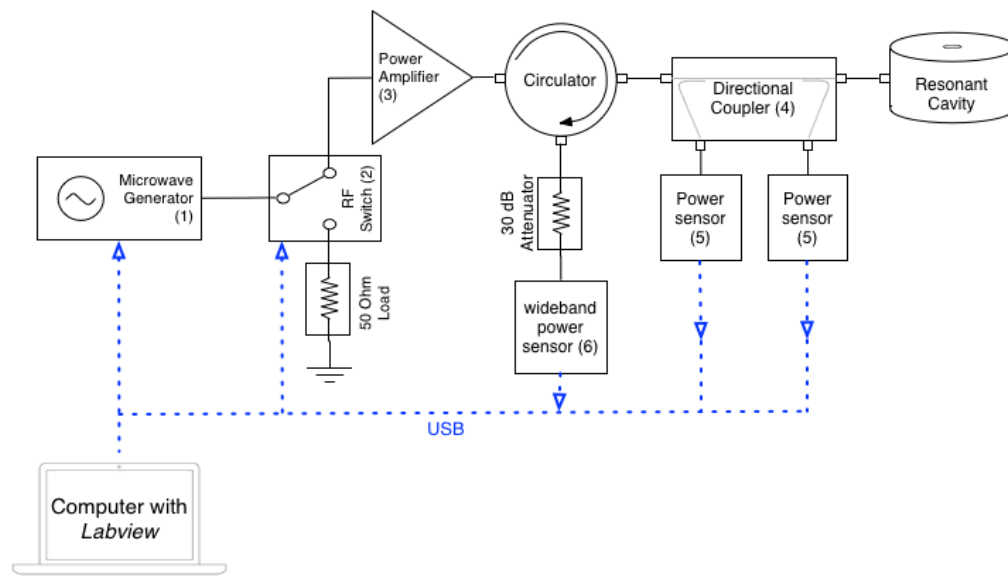 Power
Amplifier
(3)
Circulator
Directional
Coupler (4)
Resonant
Cavity
Microwave
Generator
(1)
RF
Switch (2)
30 dB
Attenuator
Power
sensor
(5)
Power
sensor
(5)
50 Ohm
Load
wideband
power
sensor (6)
USB
Computer with
Labview